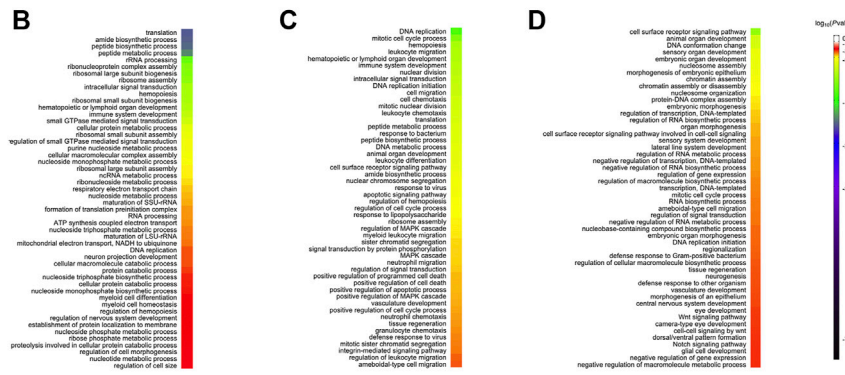 B
translation
amide biosynthetic process
peptide biosynthetic process
peptide metabolic process
rRNA processing
ribonucleoprotein complex assembly
ribosomal large subunit biogenesis
ribosome assembly
intracellular signal transduction
hemopoiesis
ribosomal small subunit biogenesis
hematopoietic or lymphoid organ development
immune system development
small GTPase mediated signal transduction
cellular protein metabolic process
ribosomal small subunit assembly
regulation of small GTPase mediated signal transduction
purine nucleoside metabolic process
cellular macromolecular complex assembly
nucleoside monophosphate metabolic process
ribosomal large subunit assembly
ncRNA metabolic process
ribonucleoside metabolic process
respiratory electron transport chain
nucleoside metabolic process
maturation of SSU-rRNA
formation of translation preinitiation complex
RNA processing
ATP synthesis coupled electron transport
nucleoside triphosphate metabolic process
maturation of LSU-rRNA
mitochondrial electron transport, NADH to ubiquinone
DNA replication
neuron projection development
cellular macromolecule catabolic process
protein catabolic process
nucleoside triphosphate biosynthetic process
cellular protein catabolic process
nucleoside monophosphate biosynthetic process
myeloid cell differentiation
myeloid cell homeostasis
regulation of hemopoiesis
regulation of nervous system development
establishment of protein localization to membrane
nucleoside phosphate metabolic process
ribose phosphate metabolic process
proteolysis involved in cellular protein catabolic process
regulation of cell morphogenesis
nucleotide metabolic process
regulation of cell size
C
DNA replication
mitotic cell cycle process
hemopoiesis
leukocyte migration
hematopoietic or lymphoid organ development
immune system development
nuclear division
intracellular signal transduction
DNA replication initiation
cell migration
cell chemotaxis
mitotic nuclear division
leukocyte chemotaxis
translation
peptide metabolic process
response to bacterium
peptide biosynthetic process
DNA metabolic process
animal organ development
leukocyte differentiation
cell surface receptor signaling pathway
amide biosynthetic process
nuclear chromosome segregation
response to virus
apoptotic signaling pathway
regulation of hemopoiesis
regulation of cell cycle process
response to lipopolysaccharide
ribosome assembly
regulation of MAPK cascade
myeloid leukocyte migration
sister chromatid segregation
signal transduction by protein phosphorylation
MAPK cascade
neutrophil migration
regulation of signal transduction
positive regulation of programmed cell death
positive regulation of cell death
positive regulation of apoptotic process
positive regulation of MAPK cascade
vasculature development
regulation of cell cycle process
neutrophil chemotaxis
tissue regeneration
granulocyte chemotaxis
defense response to virus
mitotic sister chromatid segregation
integrin-mediated signaling pathway
regulation of leukocyte migration
ameboidal-type cell migration
D
cell surface receptor signaling pathway
animal organ development
DNA conformation change
sensory organ development
embryonic organ development
nucleosome assembly
morphogenesis of embryonic epithelium
chromatin assembly
chromatin assembly or disassembly
nucleosome organization
protein-DNA complex assembly
embryonic morphogenesis
regulation of transcription, DNA-templated
regulation of RNA biosynthetic process
organ morphogenesis
cell surface receptor signaling pathway involved in cell-cell signaling
sensory system development
lateral line system development
regulation of RNA metabolic process
negative regulation of transcription, DNA-templated
negative regulation of RNA biosynthetic process
regulation of gene expression
regulation of macromolecule biosynthetic process
transcription, DNA-templated
mitotic cell cycle process
RNA biosynthetic process
ameboidal-type cell migration
regulation of signal transduction
negative regulation of RNA metabolic process
nucleobase-containing compound biosynthetic process
embryonic organ morphogenesis
DNA replication initiation
regionalization
defense response to Gram-positive bacterium
regulation of cellular macromolecule biosynthetic process
tissue regeneration
neurogenesis
defense response to other organism
vasculature development
morphogenesis of an epithelium
central nervous system development
eye development
Wnt signaling pathway
camera-type eye development
cell-cell signaling by wnt
dorsal/ventral pattern formation
Notch signaling pathway
glial cell development
negative regulation of gene expression
negative regulation of macromolecule metabolic process